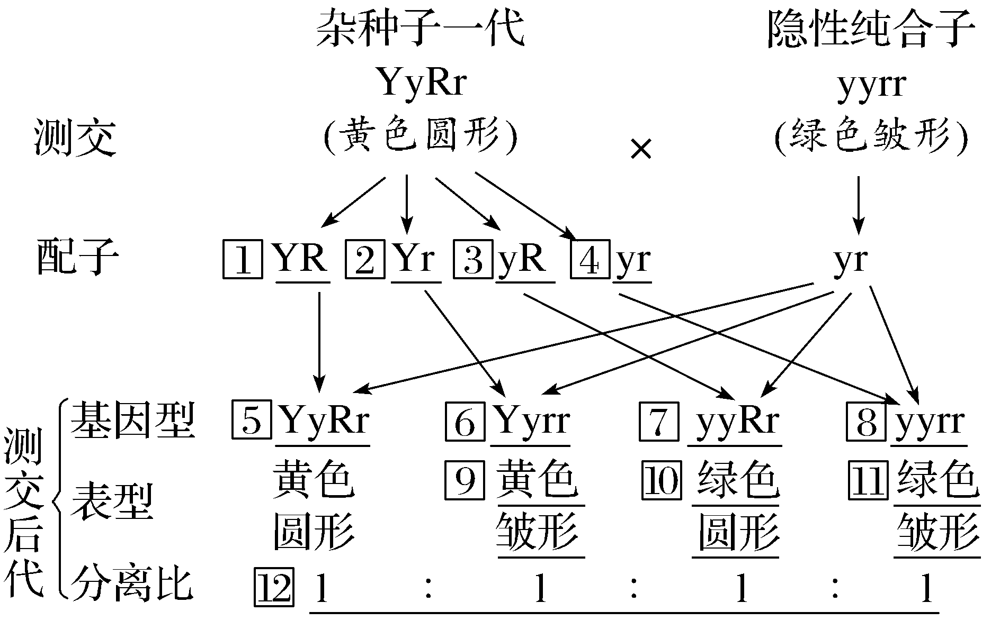 杂种子一代 隐性纯合子
YyRr yyrr
测交 (黄色圆形) × (绿色皱形)
配子 1 YR 2 Yr 3 yR 4 yr yr
测交后代
基因型 5 YyRr 6 Yyrr 7 yyRr 8 yyrr
表型 黄色 9 黄色 10 绿色 11 绿色
圆形 皱形 圆形 皱形
分离比 12 1 : 1 : 1 : 1